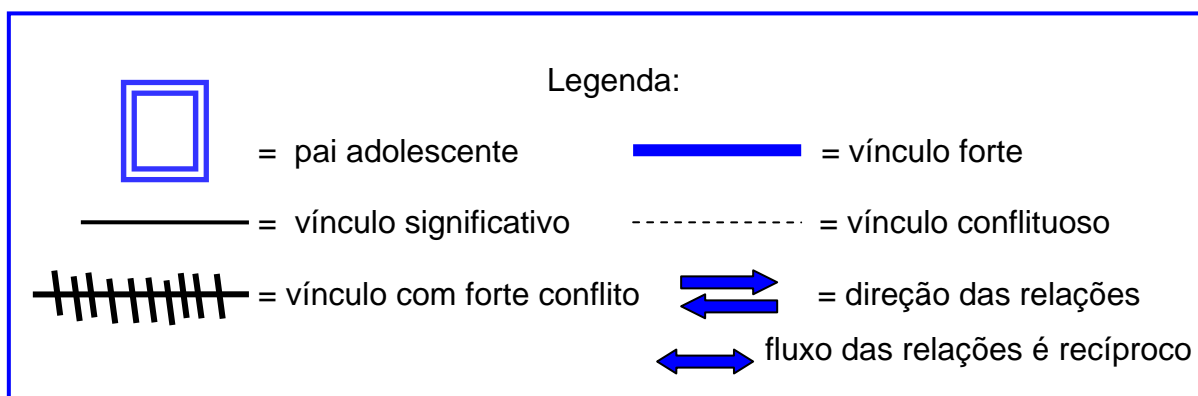 Legenda:
= pai adolescente
= vínculo forte
= vínculo significativo
= vínculo conflituoso
= vínculo com forte conflito
= direção das relações
fluxo das relações é recíproco